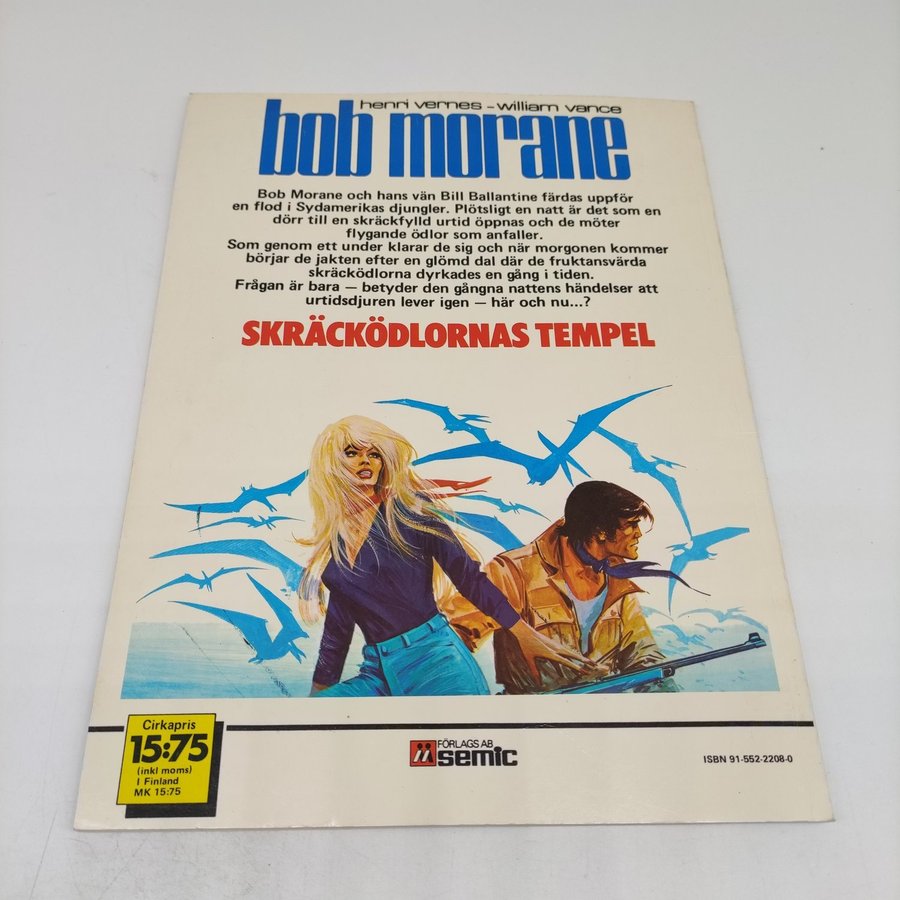 henri vernes - william vance
bob morane
Bob Morane och hans vän Bill Ballantine färdas uppför
en flod i Sydamerikas djungler. Plötsligt en natt är det som en
dörr till en skräckfylld urtid öppnas och de möter
flygande ödlor som anfaller.
Som genom ett under klarar de sig och när morgonen kommer
börjar de jakten efter en glömd dal där de fruktansvärda
skräcködlorna dyrkades en gång i tiden.
Frågan är bara — betyder den gångna nattens händelser att
urtidsdjuren lever igen — här och nu...?
SKRÄCKÖDLORNAS TEMPEL
Cirkapris
15:75
(inkl moms)
I Finland
MK 15:75
FÖRLAGS AB
semic
ISBN 91-552-2208-0